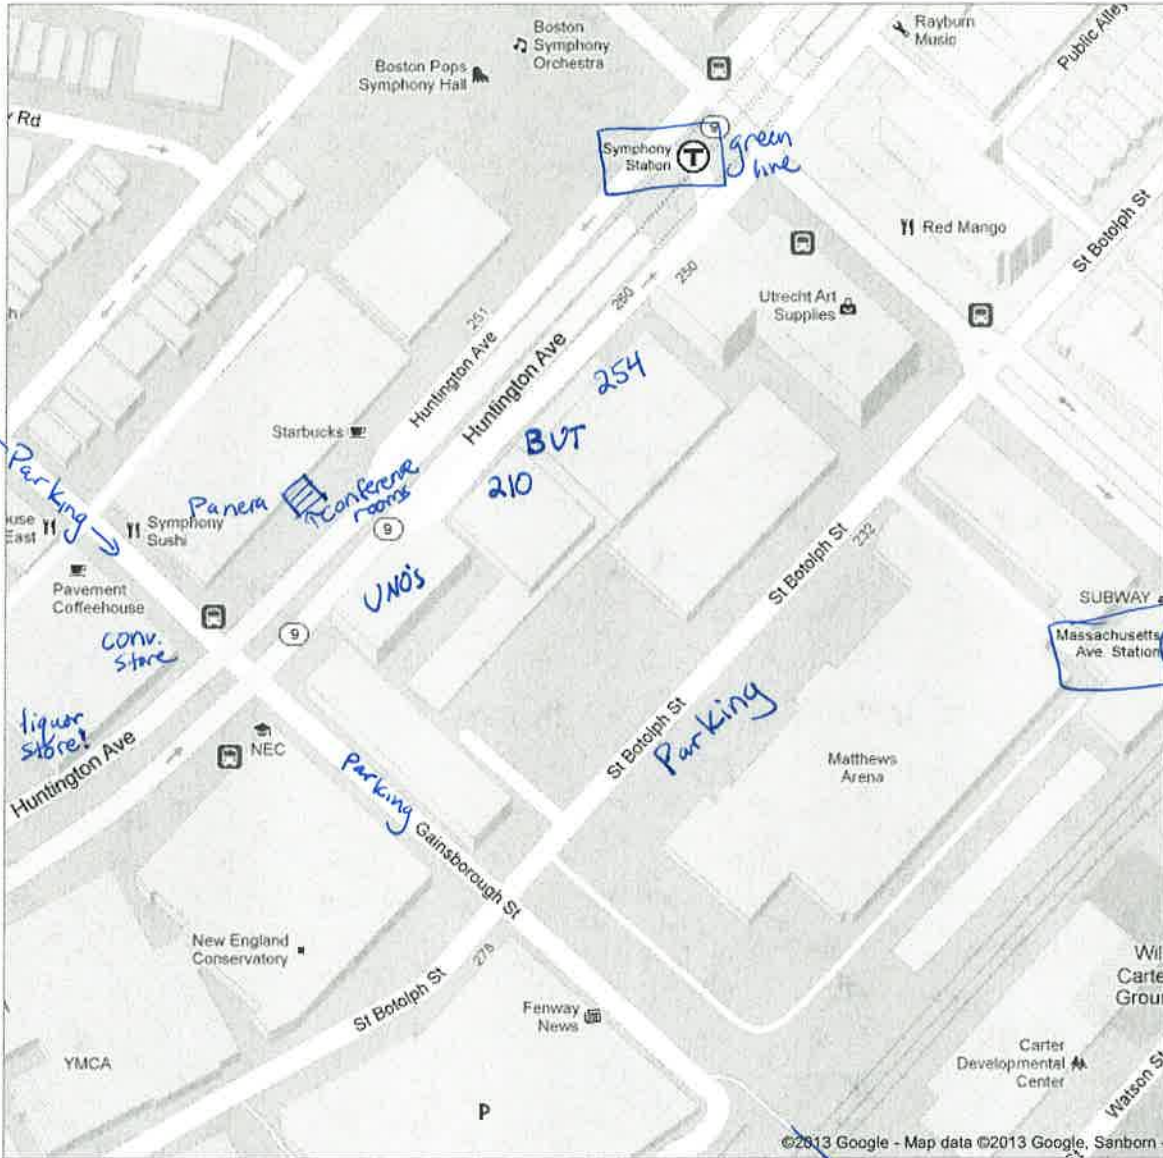 Boston
Symphony
Orchestra
Rayburn
Music
Public Alley
Boston Pops
Symphony Hall
Rd
9
Symphony
Station
T
green
line
Red Mango
St Botolph St
Utrecht Art
Supplies
250
260
251
Huntington Ave
Huntington Ave
254
BUT
210
Starbucks
Panera
conference
rooms
Parking
Symphony
Sushi
use
East
9
St Botolph St
232
Pavement
Coffeehouse
UNO'S
SUBWAY
Massachusetts
Ave. Station
conv.
store
9
liquor
store!
NEC
Huntington Ave
Parking
St Botolph St
Parking
Matthews
Arena
Gainsborough St
New England
Conservatory
278
St Botolph St
Fenway
News
YMCA
P
Carter
Developmental
Center
Watson St
©2013 Google - Map data ©2013 Google, Sanborn